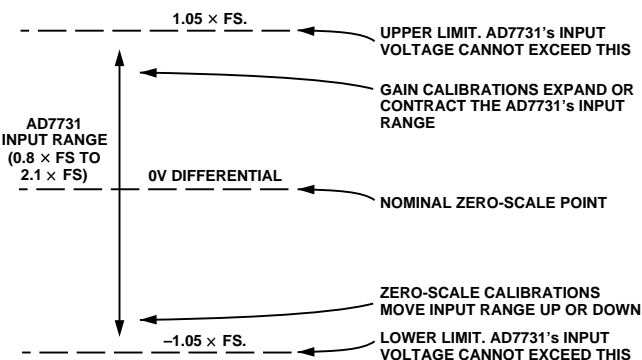 1.05 × FS.
UPPER LIMIT. AD7731's INPUT
VOLTAGE CANNOT EXCEED THIS
GAIN CALIBRATIONS EXPAND OR
CONTRACT THE AD7731's INPUT
RANGE
AD7731
INPUT RANGE
(0.8 × FS TO
2.1 × FS)
0V DIFFERENTIAL
NOMINAL ZERO-SCALE POINT
ZERO-SCALE CALIBRATIONS
MOVE INPUT RANGE UP OR DOWN
–1.05 × FS.
LOWER LIMIT. AD7731's INPUT
VOLTAGE CANNOT EXCEED THIS